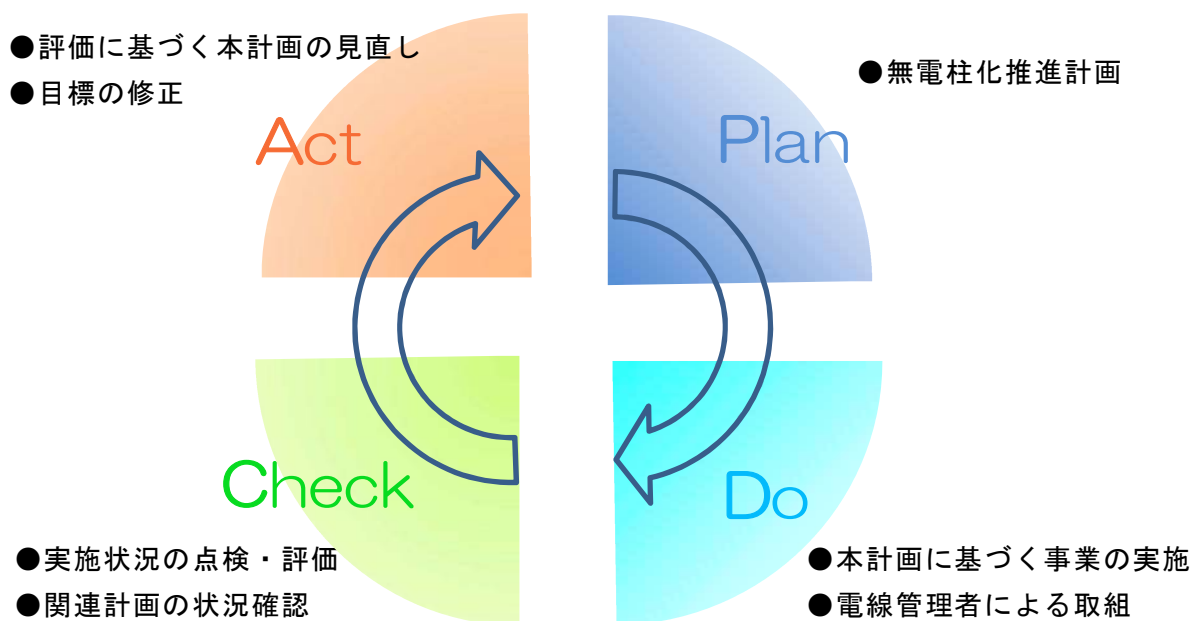 ●評価に基づく本計画の見直し
●目標の修正
Act
●無電柱化推進計画
Plan
Check
●実施状況の点検・評価
●関連計画の状況確認
Do
●本計画に基づく事業の実施
●電線管理者による取組